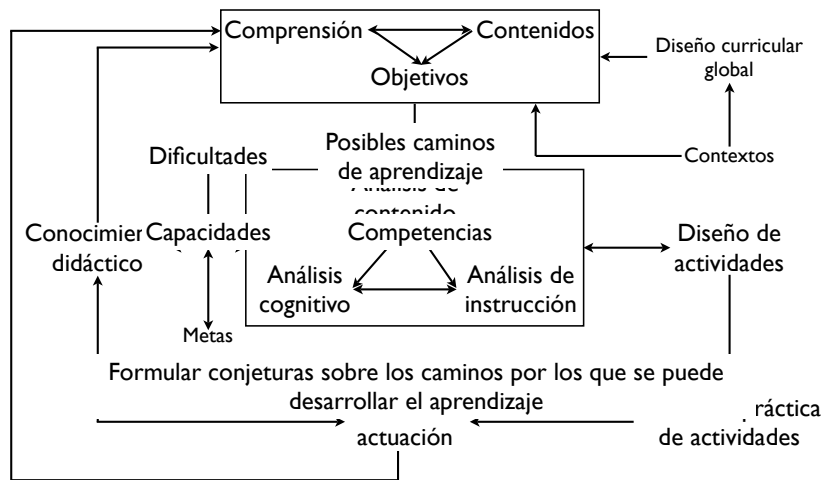 Comprensión
Contenidos
Objetivos
Diseño curricular
global
Contextos
Posibles caminos
de aprendizaje
Dificultades
contenido
Capacidades
didáctico
Competencias
Diseño de
actividades
Análisis
cognitivo
Análisis de
instrucción
Metas
Formular conjeturas sobre los caminos por los que se puede
desarrollar el aprendizaje
actuación
de actividades